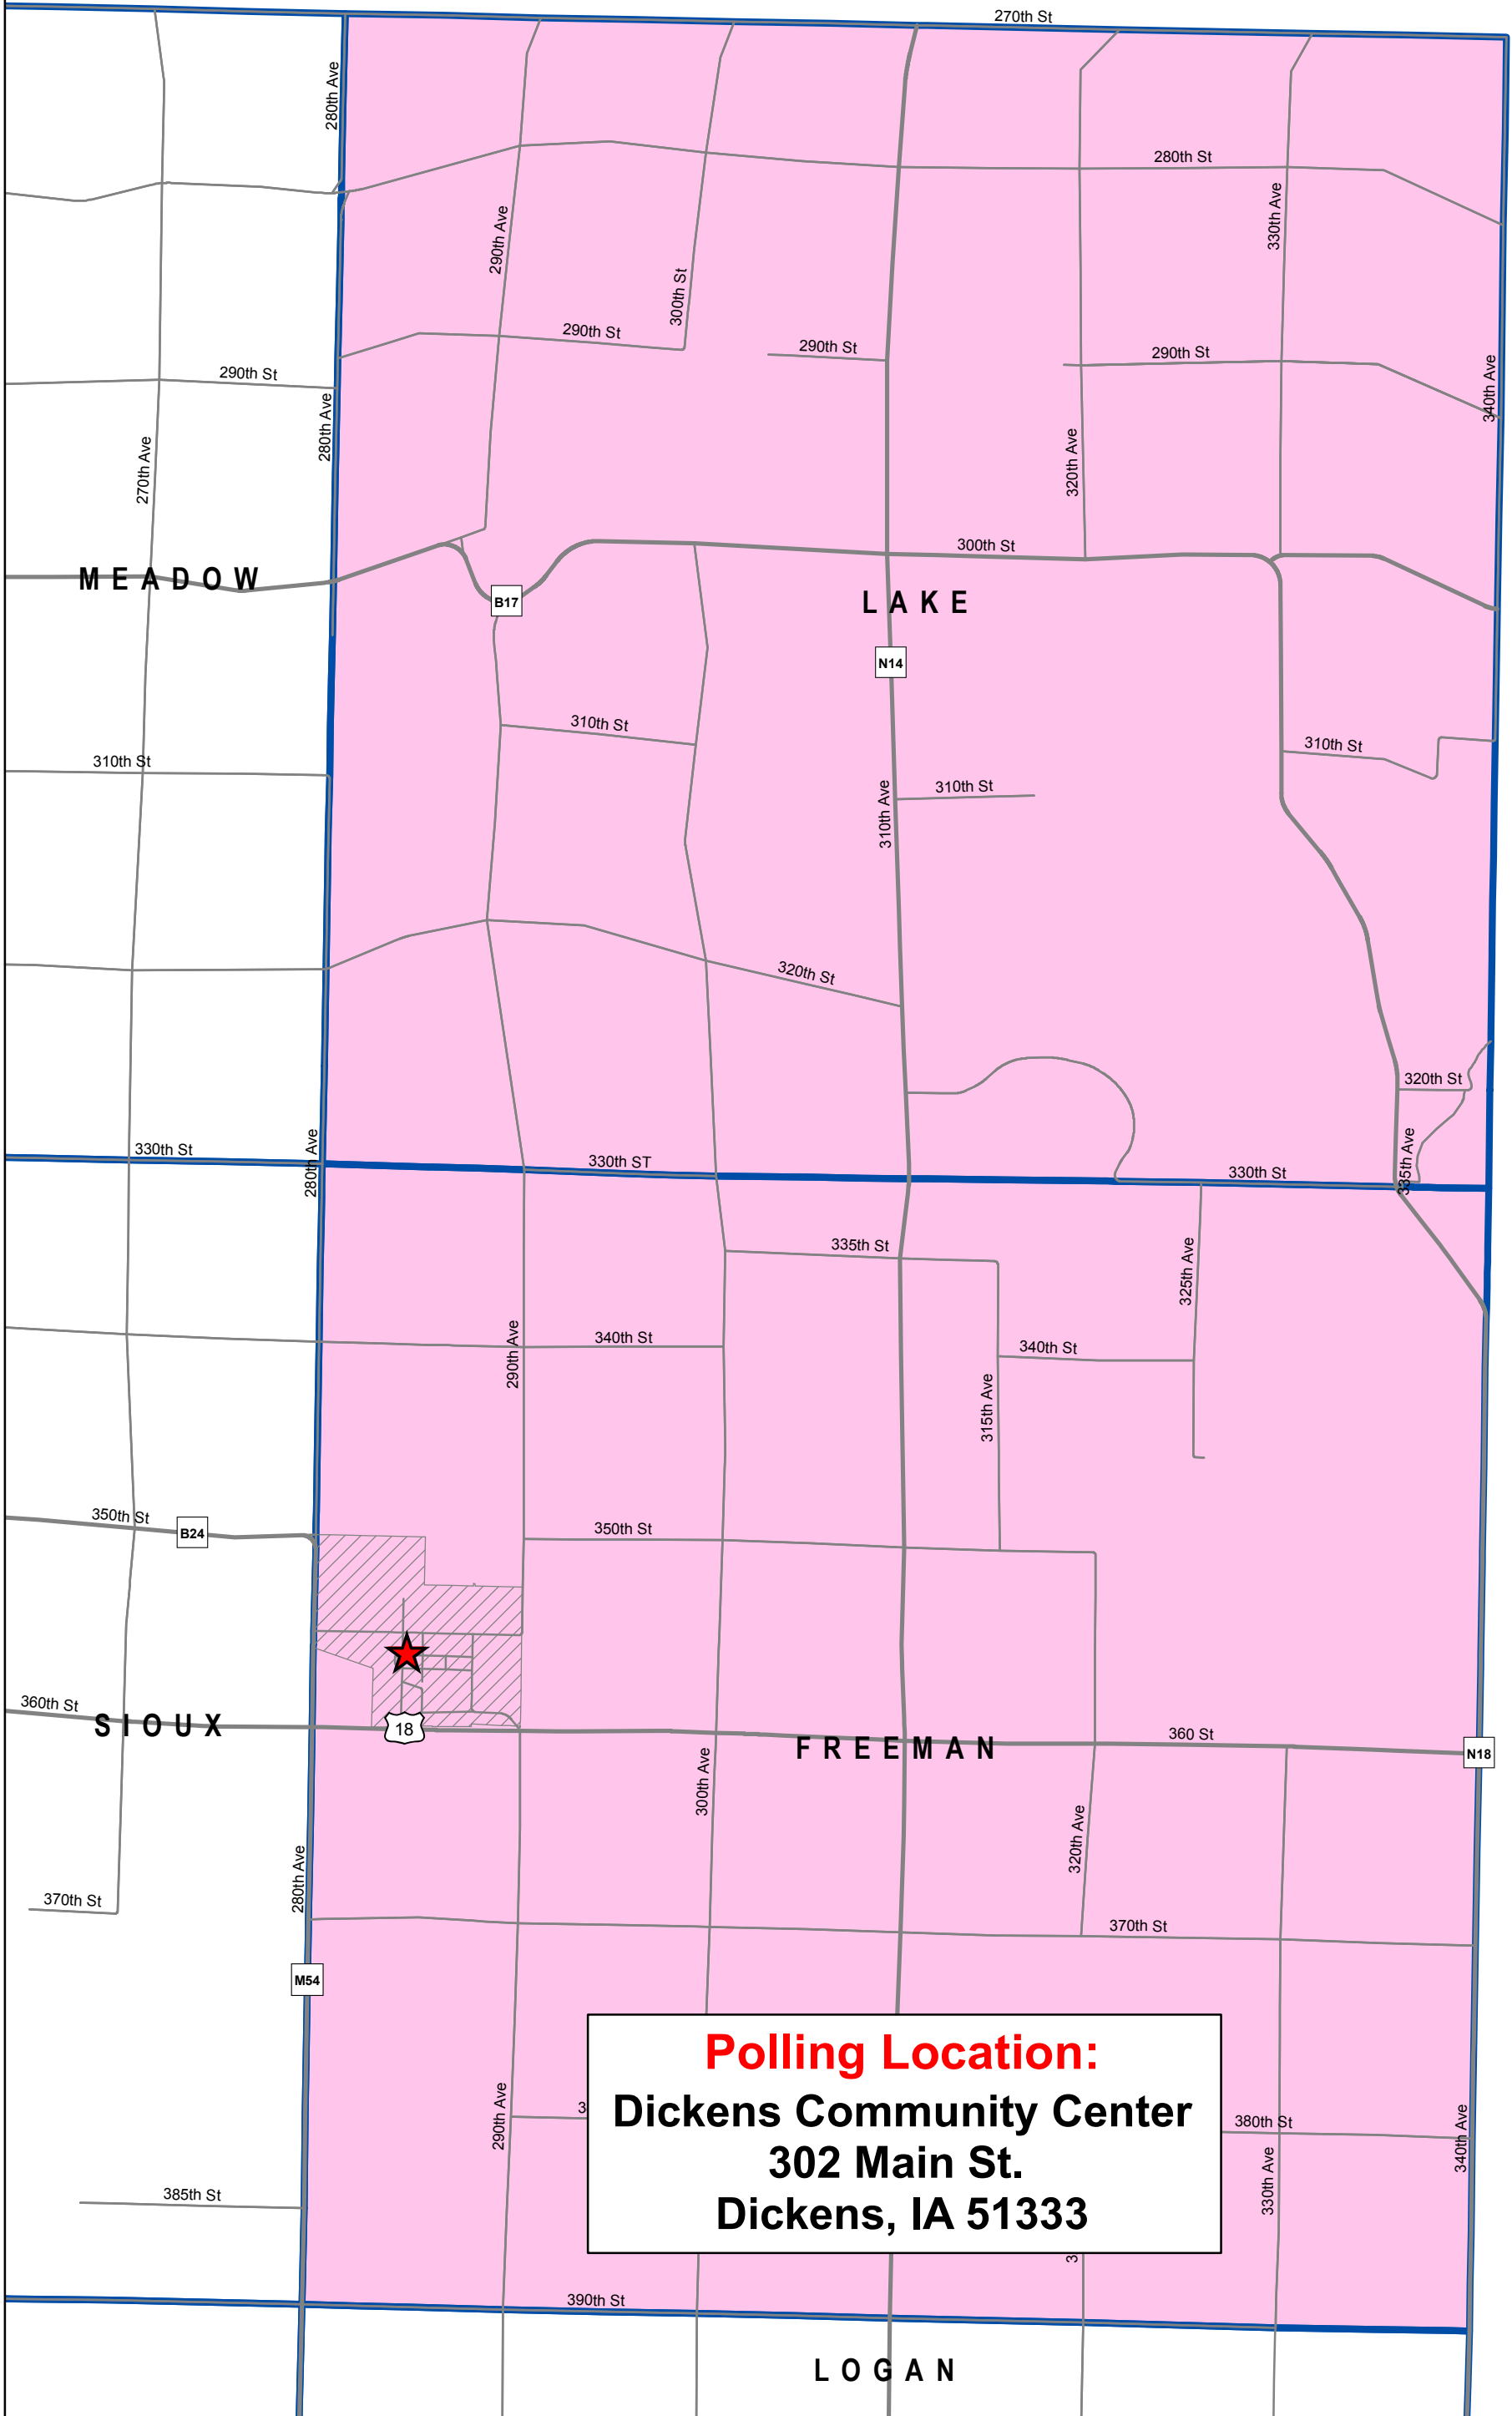 270th St
280th Ave
280th St
290th Ave
330th Ave
300th St
290th St
290th St
290th St
290th St
340th Ave
280th Ave
270th Ave
320th Ave
300th St
MEADOW
B17
LAKE
N14
310th St
310th St
310th St
310th Ave
310th St
320th St
320th St
330th St
280th Ave
330th ST
335th Ave
330th St
335th St
325th Ave
290th Ave
340th St
340th St
315th Ave
350th St
B24
350th St
360th St
SIOUX
18
FREEMAN
360 St
N18
300th Ave
320th Ave
280th Ave
370th St
370th St
M54
Polling Location:
Dickens Community Center
302 Main St.
Dickens, IA 51333
290th Ave
3
380th St
340th Ave
330th Ave
385th St
3
390th St
LOGAN